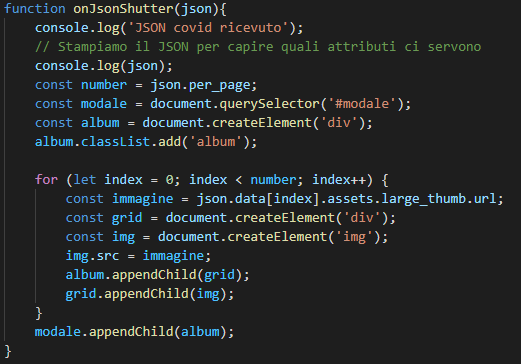 function onJsonShutter(json){
    console.log('JSON covid ricevuto');
    // Stampiamo il JSON per capire quali attributi ci servono
    console.log(json);
    const number = json.per_page;
    const modale = document.querySelector('#modale');
    const album = document.createElement('div');
    album.classList.add('album');

    for (let index = 0; index < number; index++) {
        const immagine = json.data[index].assets.large_thumb.url;
        const grid = document.createElement('div');
        const img = document.createElement('img');
        img.src = immagine;
        album.appendChild(grid);
        grid.appendChild(img);
    }
    modale.appendChild(album);
}